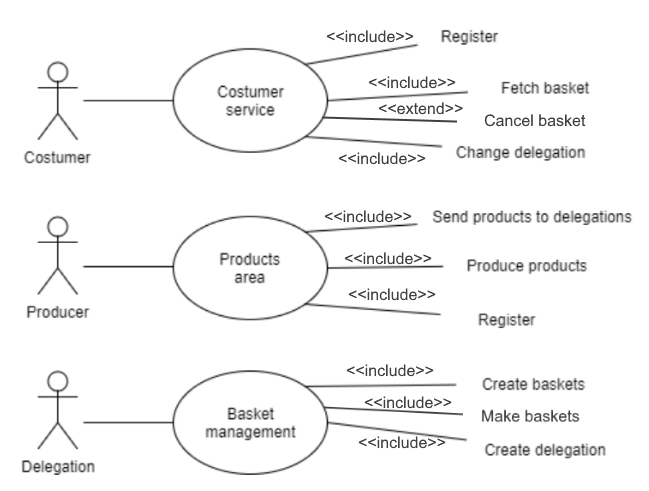 <<include>> Register
<<include>> Fetch basket
<<extend>> Cancel basket
Costumer
service
<<include>> Change delegation
Costumer
<<include>> Send products to delegations
<<include>> Produce products
Products
area
<<include>>
Register
Producer
<<include>> Create baskets
<<include>> Make baskets
Basket
management
<<include>> Create delegation
Delegation